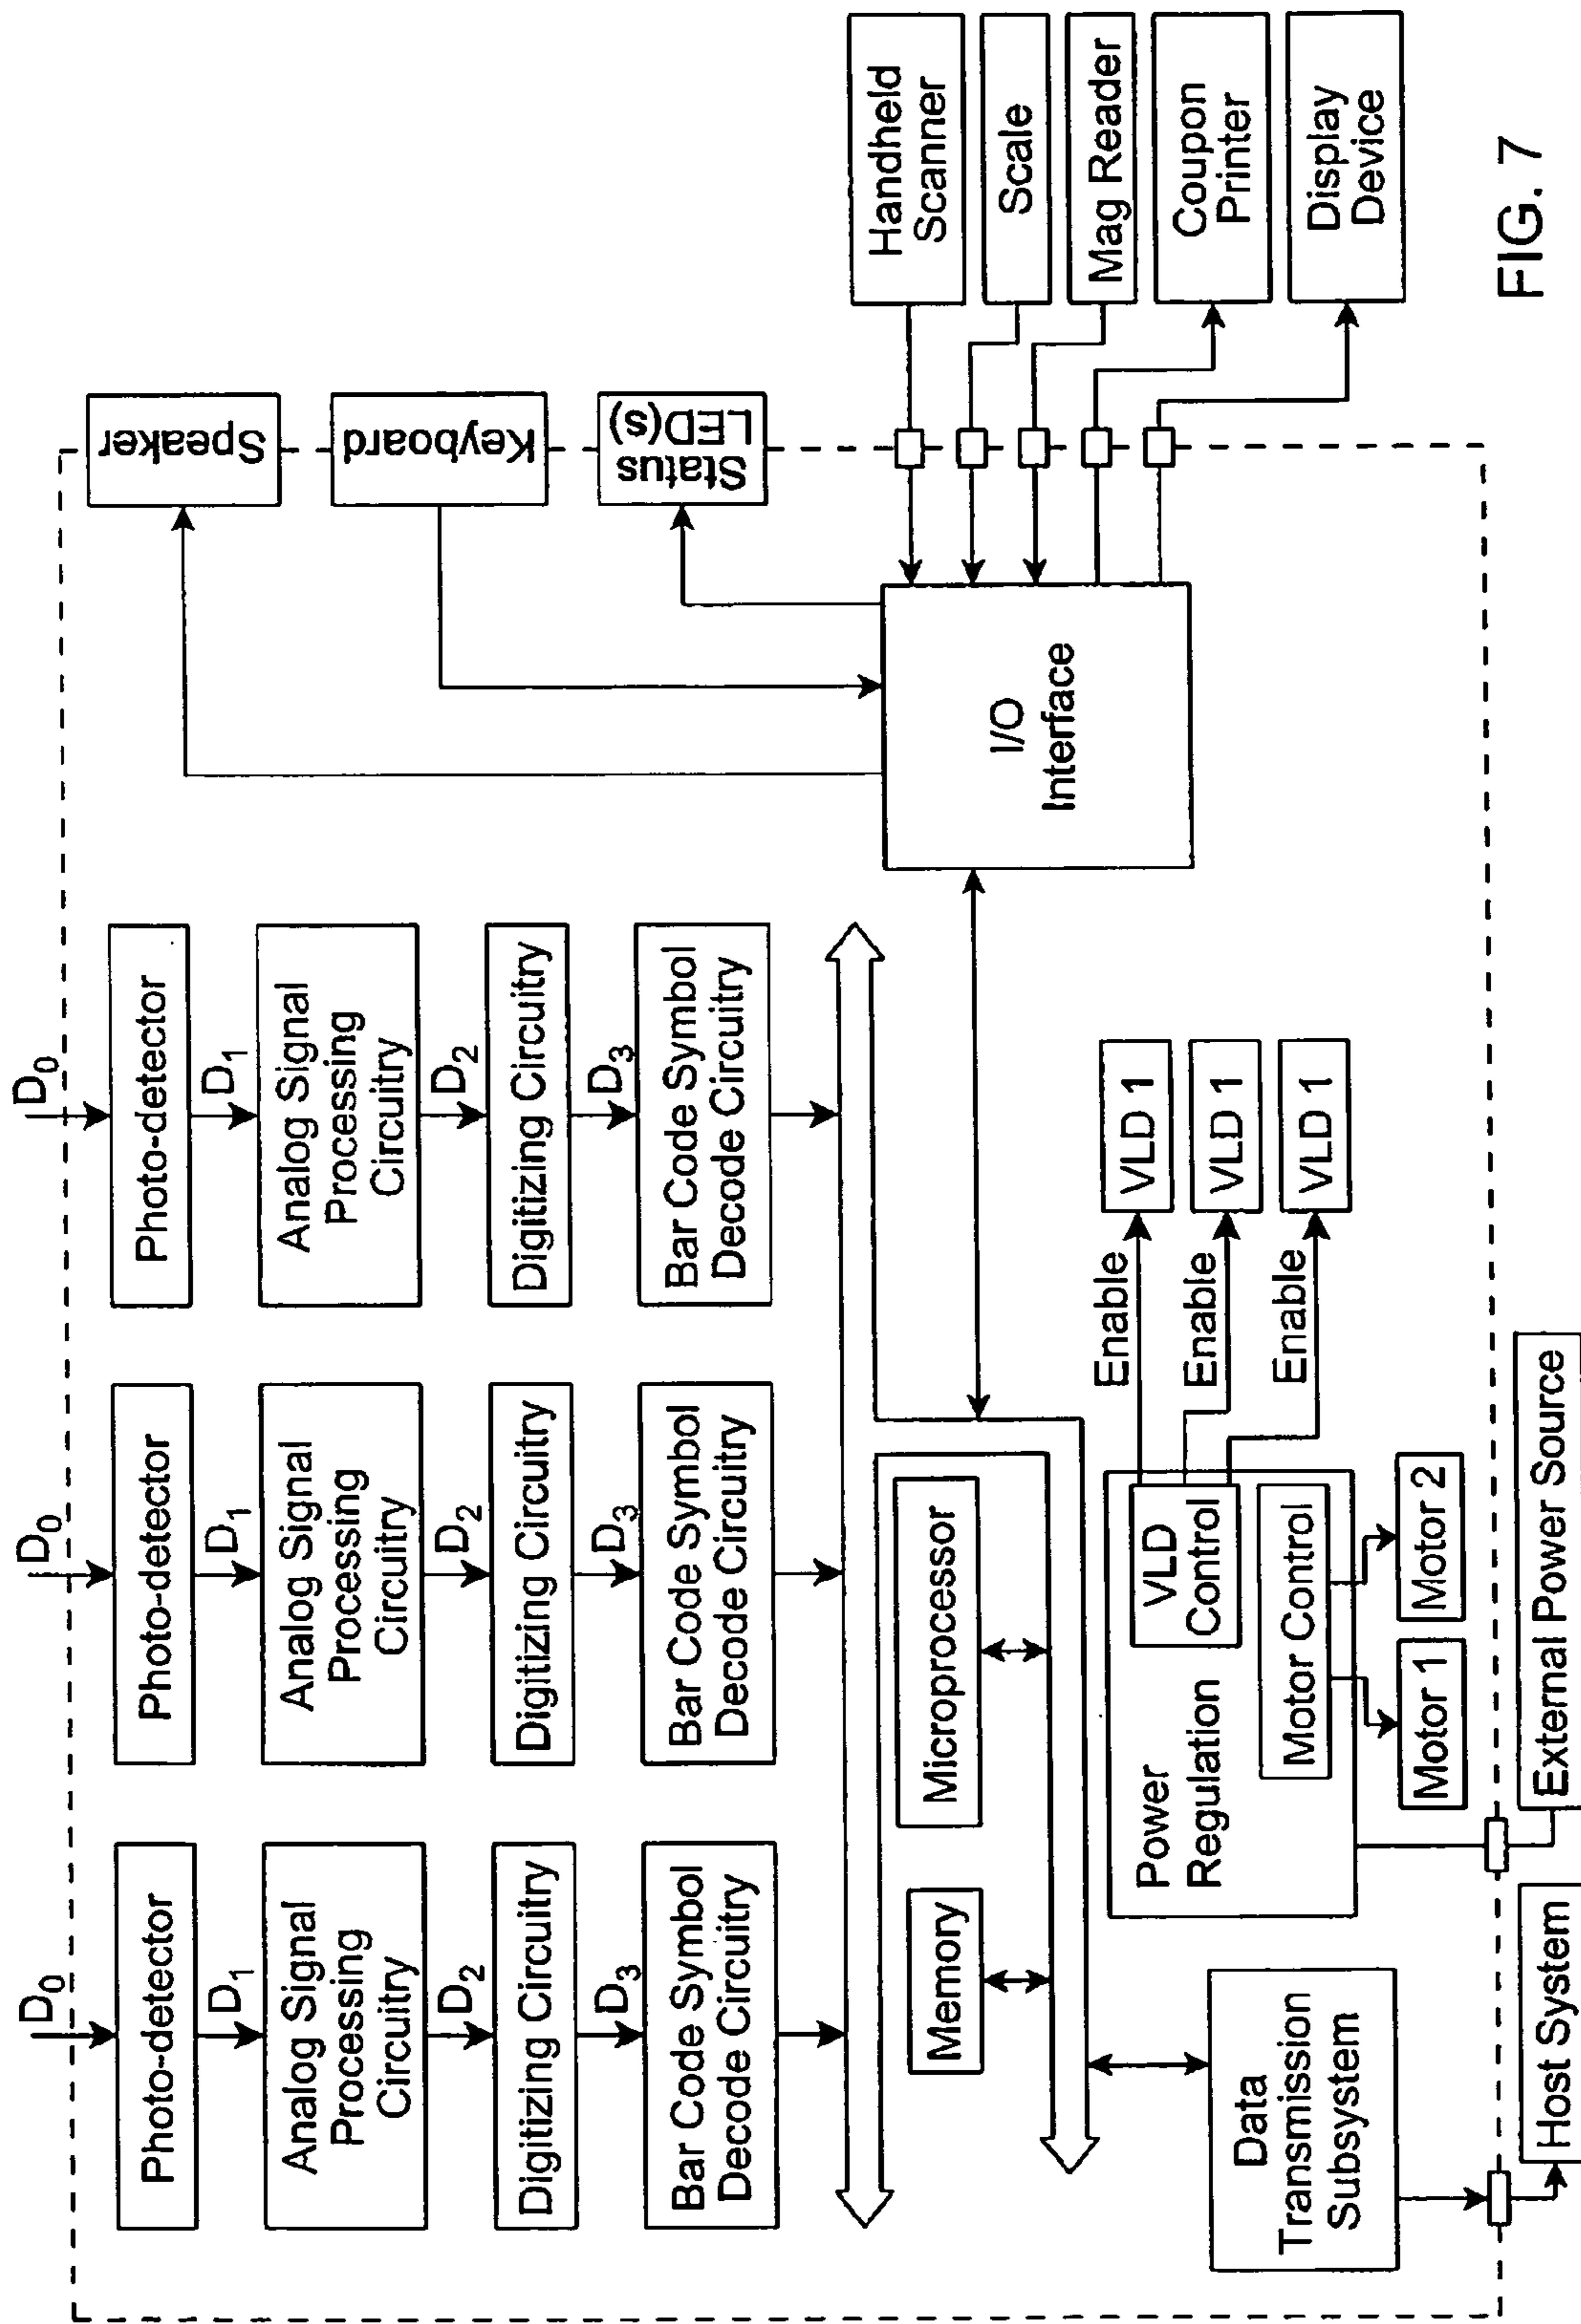 D0
D0
D0
Photo-detector
Photo-detector
Photo-detector
D1
D1
D1
Analog Signal
Processing
Circuitry
Analog Signal
Processing
Circuitry
Analog Signal
Processing
Circuitry
D2
D2
D2
Digitizing Circuitry
Digitizing Circuitry
Digitizing Circuitry
D3
D3
D3
Bar Code Symbol
Decode Circuitry
Bar Code Symbol
Decode Circuitry
Bar Code Symbol
Decode Circuitry
Speaker
Keyboard
Status
LED(s)
Memory
Microprocessor
I/O
Interface
Handheld
Scanner
Scale
Mag Reader
Coupon
Printer
Display
Device
Data
Transmission
Subsystem
Power
Regulation
VLD
Control
Motor Control
Enable
VLD 1
Enable
VLD 1
Enable
VLD 1
Motor 1
Motor 2
Host System
External Power Source
FIG. 7